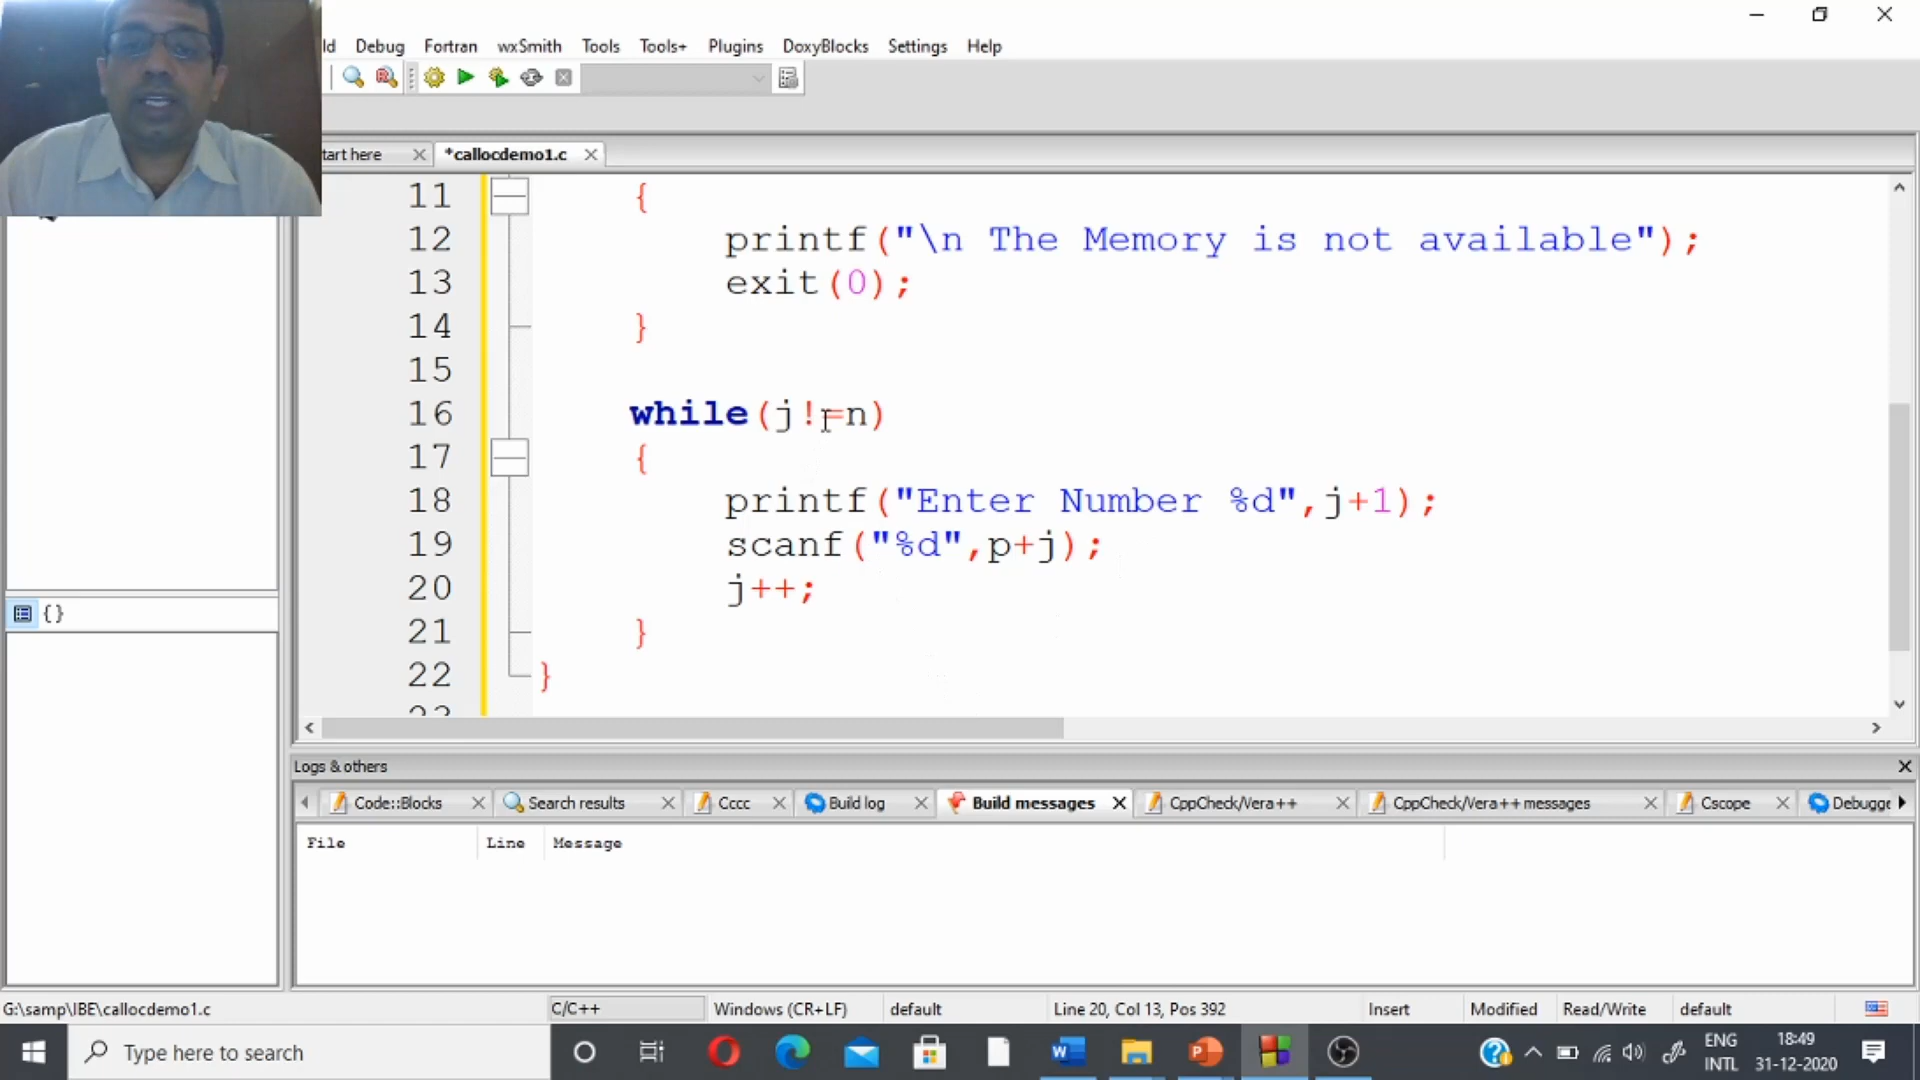 ld Debug Fortran wxSmith Tools Tools+ Plugins DoxyBlocks Settings Help
tart here *callocdemo1.c
11 {
12 printf("\n The Memory is not available");
13 exit(0);
14 }
15
16 while(j!=n)
17 {
18 printf("Enter Number %d",j+1);
19 scanf("%d",p+j);
20 j++;
21 }
22 }
{}
Logs & others
Code::Blocks Search results Cccc Build log Build messages CppCheck/Vera++ CppCheck/Vera++ messages Cscope Debugge
File Line Message
G:\samp\IBE\callocdemo1.c C/C++ Windows (CR+LF) default Line 20, Col 13, Pos 392 Insert Modified Read/Write default
Type here to search
ENG 18:49
INTL 31-12-2020